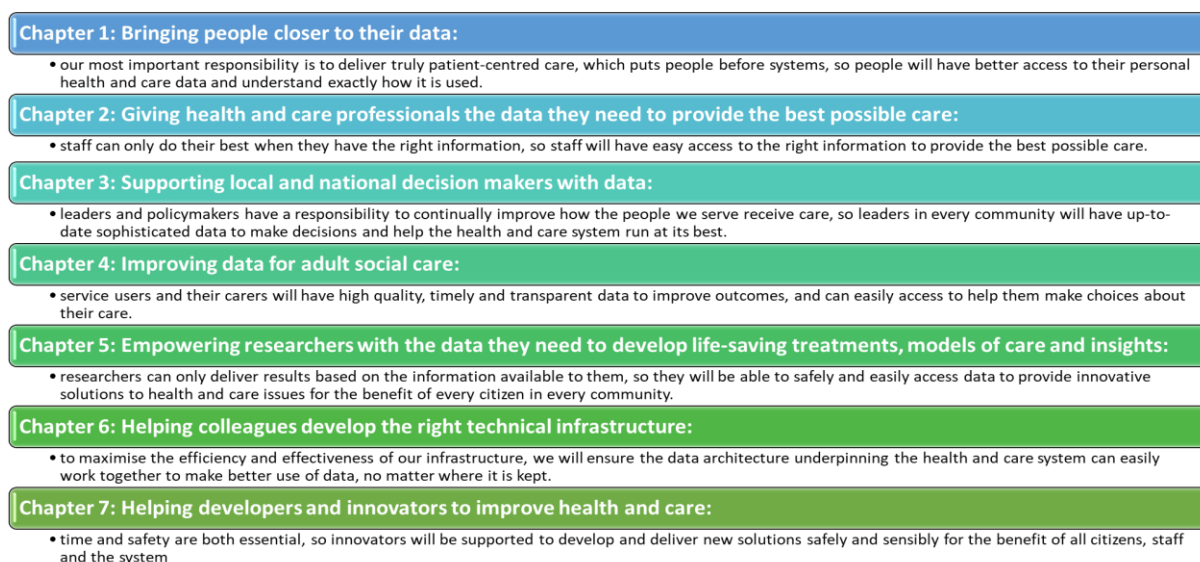 Chapter 1: Bringing people closer to their data:
• our most important responsibility is to deliver truly patient-centred care, which puts people before systems, so people will have better access to their personal
health and care data and understand exactly how it is used.
Chapter 2: Giving health and care professionals the data they need to provide the best possible care:
• staff can only do their best when they have the right information, so staff will have easy access to the right information to provide the best possible care.
Chapter 3: Supporting local and national decision makers with data:
• leaders and policymakers have a responsibility to continually improve how the people we serve receive care, so leaders in every community will have up-to-
date sophisticated data to make decisions and help the health and care system run at its best.
Chapter 4: Improving data for adult social care:
• service users and their carers will have high quality, timely and transparent data to improve outcomes, and can easily access to help them make choices about
their care.
Chapter 5: Empowering researchers with the data they need to develop life-saving treatments, models of care and insights:
• researchers can only deliver results based on the information available to them, so they will be able to safely and easily access data to provide innovative
solutions to health and care issues for the benefit of every citizen in every community.
Chapter 6: Helping colleagues develop the right technical infrastructure:
• to maximise the efficiency and effectiveness of our infrastructure, we will ensure the data architecture underpinning the health and care system can easily
work together to make better use of data, no matter where it is kept.
Chapter 7: Helping developers and innovators to improve health and care:
• time and safety are both essential, so innovators will be supported to develop and deliver new solutions safely and sensibly for the benefit of all citizens, staff
and the system